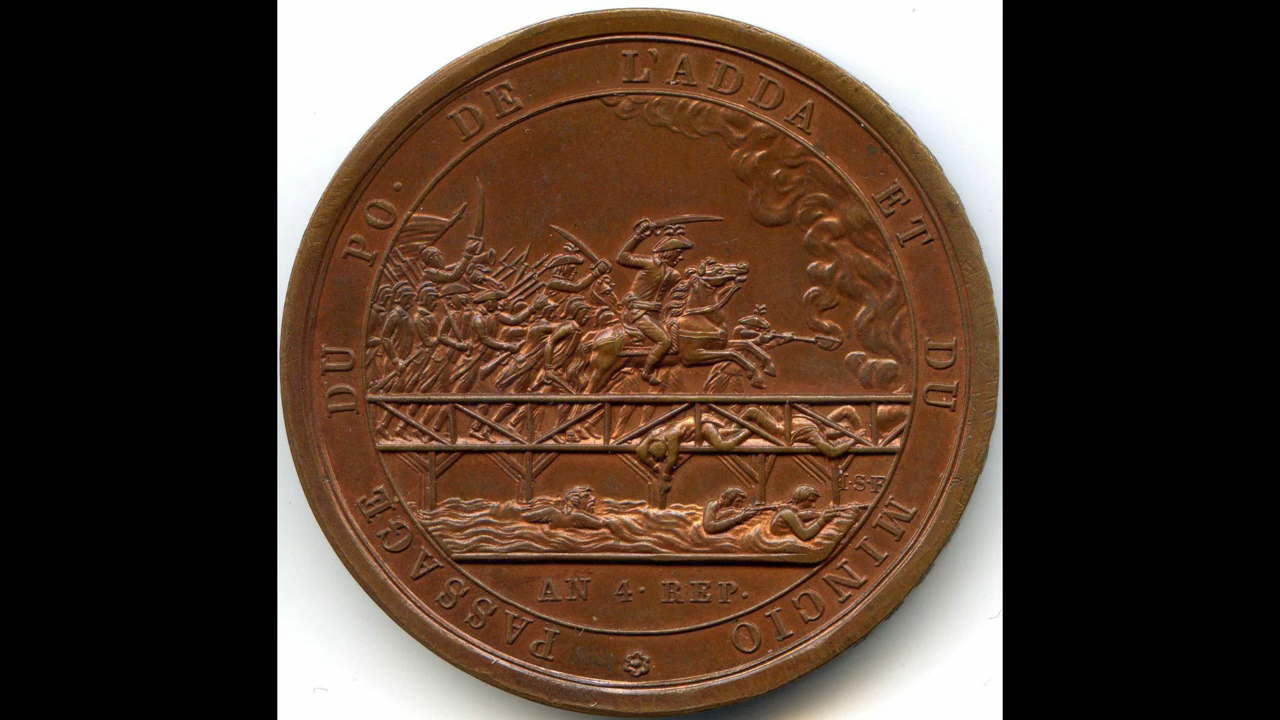 PASSAGE DU PO. DE L'ADDA ET DU MINCIO
I·S·F
AN 4· REP.